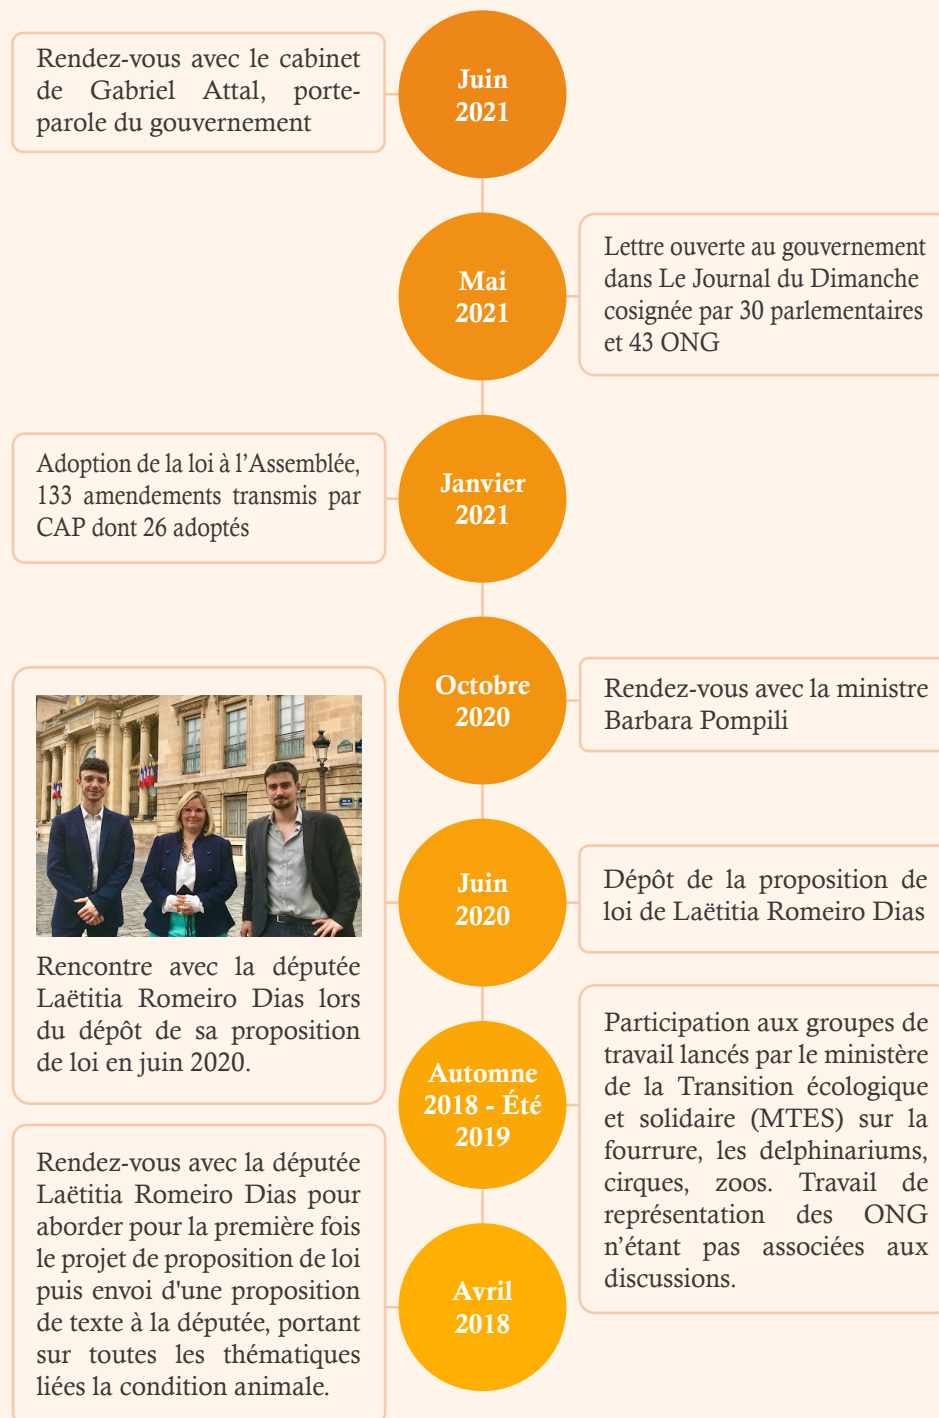 Rendez-vous avec le cabinet
de Gabriel Attal, porte-
parole du gouvernement
Juin
2021
Mai
2021
Lettre ouverte au gouvernement
dans Le Journal du Dimanche
cosignée par 30 parlementaires
et 43 ONG
Adoption de la loi à l’Assemblée,
133 amendements transmis par
CAP dont 26 adoptés
Janvier
2021
Octobre
2020
Rendez-vous avec la ministre
Barbara Pompili
Rencontre avec la députée
Laëtitia Romeiro Dias lors
du dépôt de sa proposition
de loi en juin 2020.
Juin
2020
Dépôt de la proposition de
loi de Laëtitia Romeiro Dias
Automne
2018 - Été
2019
Participation aux groupes de
travail lancés par le ministère
de la Transition écologique
et solidaire (MTES) sur la
fourrure, les delphinariums,
cirques, zoos. Travail de
représentation des ONG
n’étant pas associées aux
discussions.
Rendez-vous avec la députée
Laëtitia Romeiro Dias pour
aborder pour la première fois
le projet de proposition de loi
puis envoi d'une proposition
de texte à la députée, portant
sur toutes les thématiques
liées la condition animale.
Avril
2018